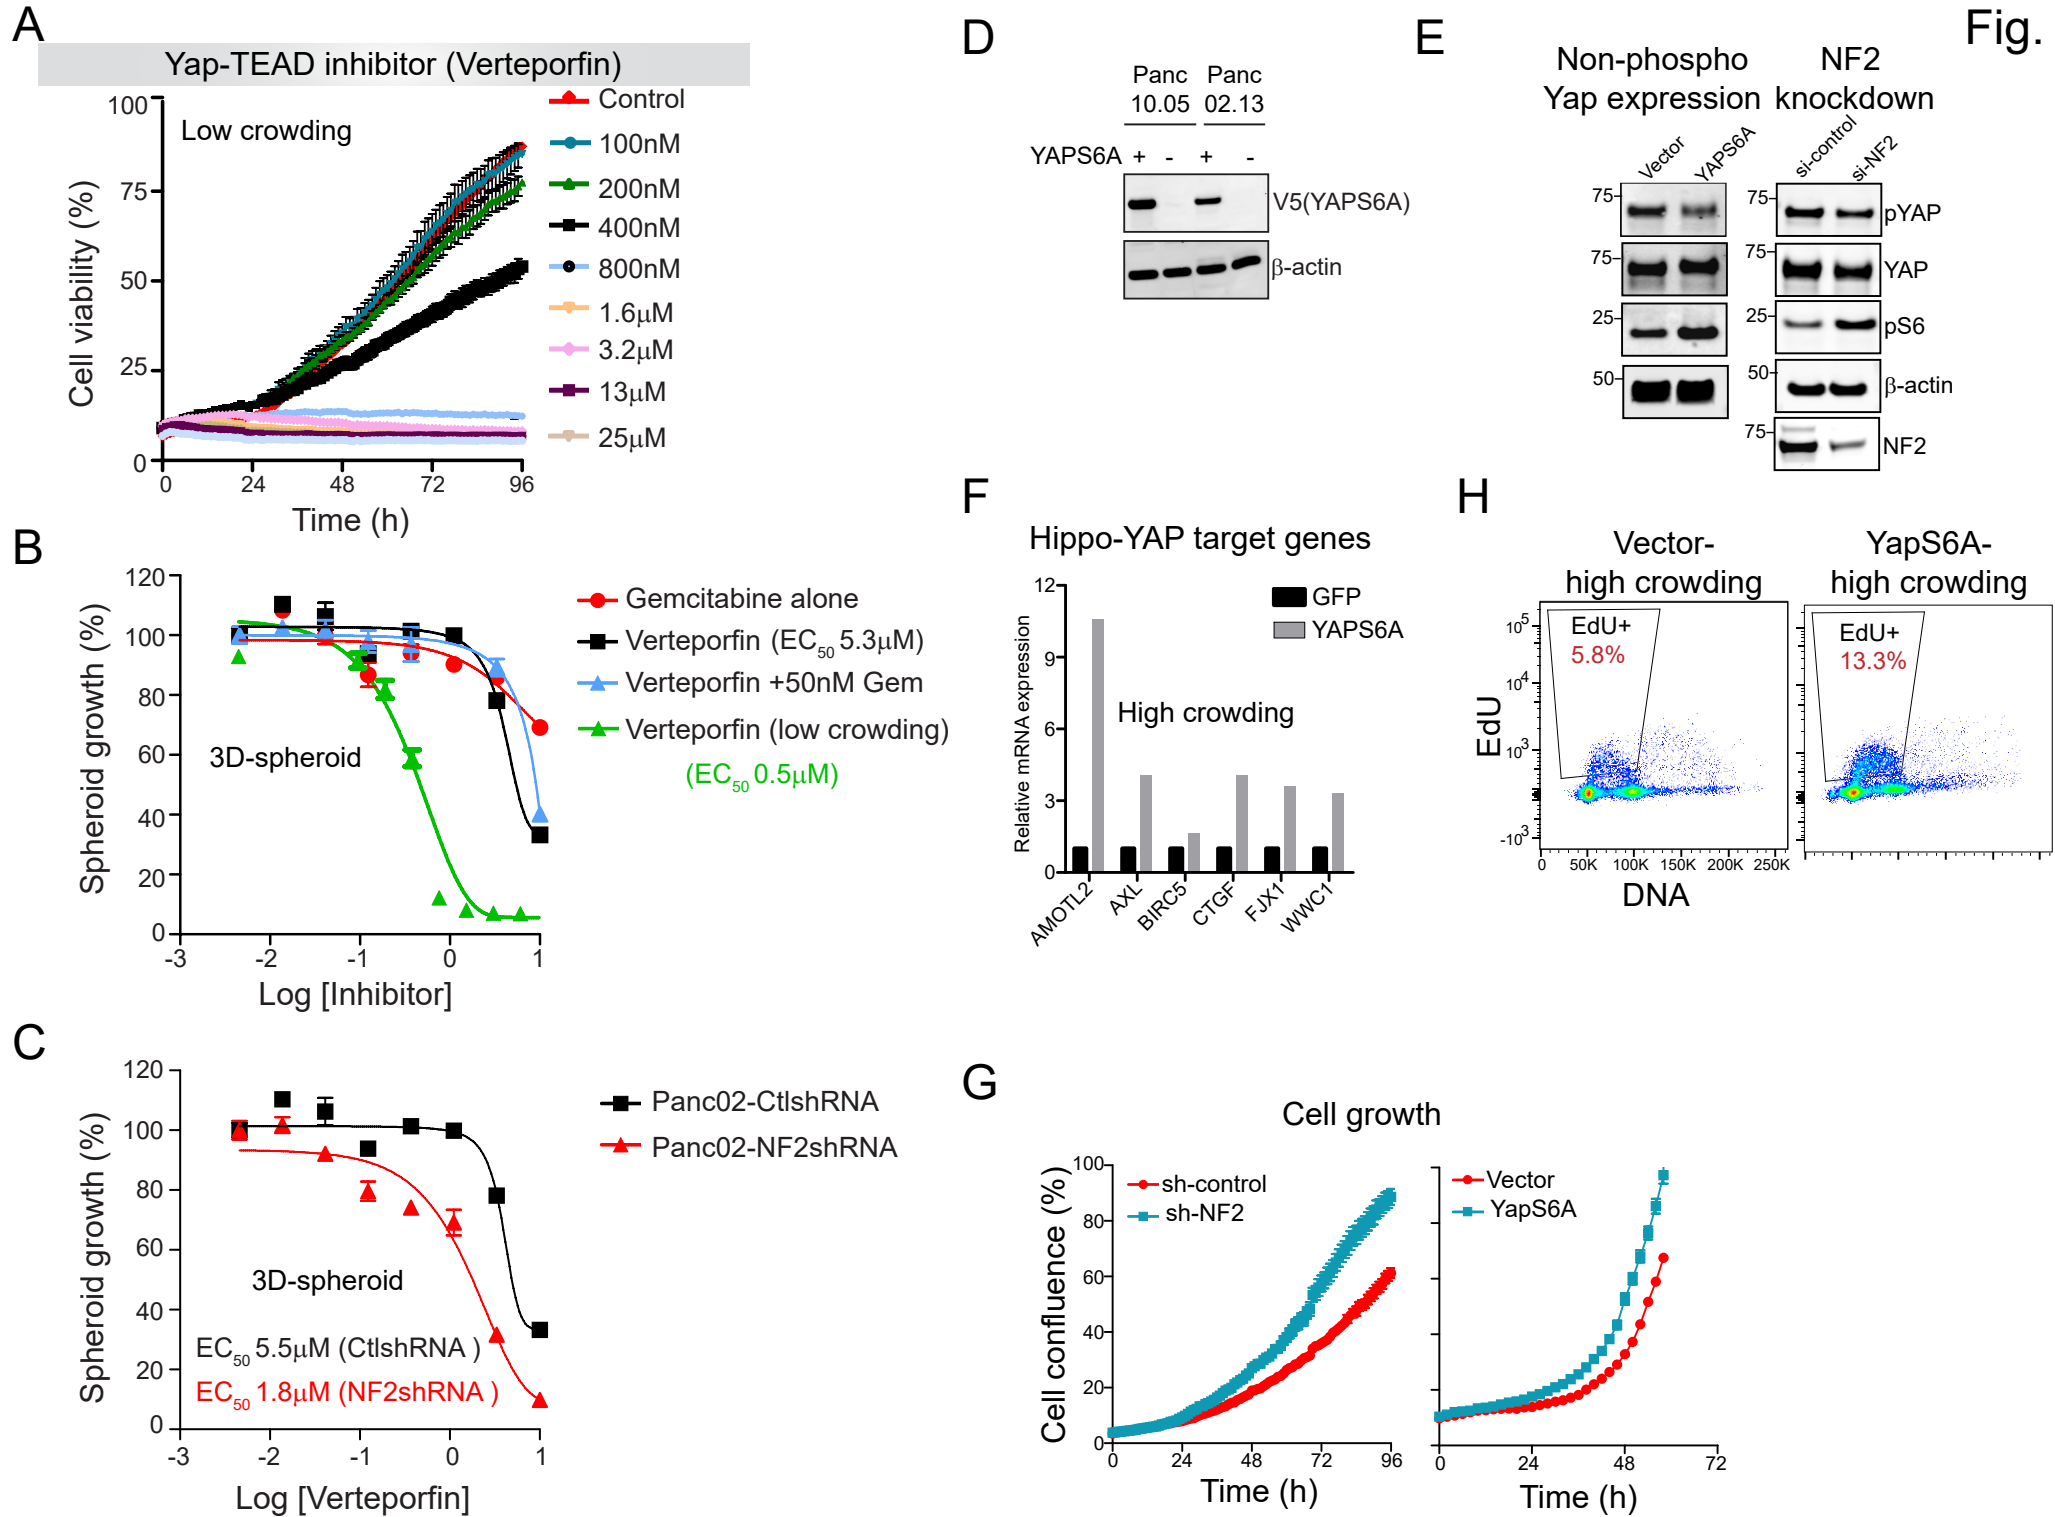 A
Yap-TEAD inhibitor (Verteporfin)
Low crowding
Cell viability (%)
100
75
50
25
0
0 24 48 72 96
Time (h)
Control
100nM
200nM
400nM
800nM
1.6μM
3.2μM
13μM
25μM
B
Spheroid growth (%)
120
100
80
60
40
20
0
3D-spheroid
-3 -2 -1 0 1
Log [Inhibitor]
Gemcitabine alone
Verteporfin (EC50 5.3μM)
Verteporfin +50nM Gem
Verteporfin (low crowding)
(EC50 0.5μM)
C
Spheroid growth (%)
120
100
80
60
40
20
0
3D-spheroid
EC50 5.5μM (CtlshRNA )
EC50 1.8μM (NF2shRNA )
-3 -2 -1 0 1
Log [Verteporfin]
Panc02-CtlshRNA
Panc02-NF2shRNA
D
Panc Panc
10.05 02.13
YAPS6A + - + -
V5(YAPS6A)
β-actin
E
Fig.
Non-phospho
Yap expression
NF2
knockdown
Vector YAPS6A si-control si-NF2
75 75 pYAP
75 75 YAP
25 25 pS6
50 50 β-actin
75 NF2
F
Hippo-YAP target genes
Relative mRNA expression
12
9
6
3
0
GFP
YAPS6A
High crowding
AMOTL2 AXL BIRC5 CTGF FJX1 WWC1
H
Vector-
high crowding
YapS6A-
high crowding
EdU+
5.8%
EdU+
13.3%
EdU
10^5
10^4
10^3
-10^3
0 50K 100K 150K 200K 250K
DNA
G
Cell growth
Cell confluence (%)
100
80
60
40
20
0
sh-control
sh-NF2
0 24 48 72 96
Time (h)
Vector
YapS6A
0 24 48 72
Time (h)